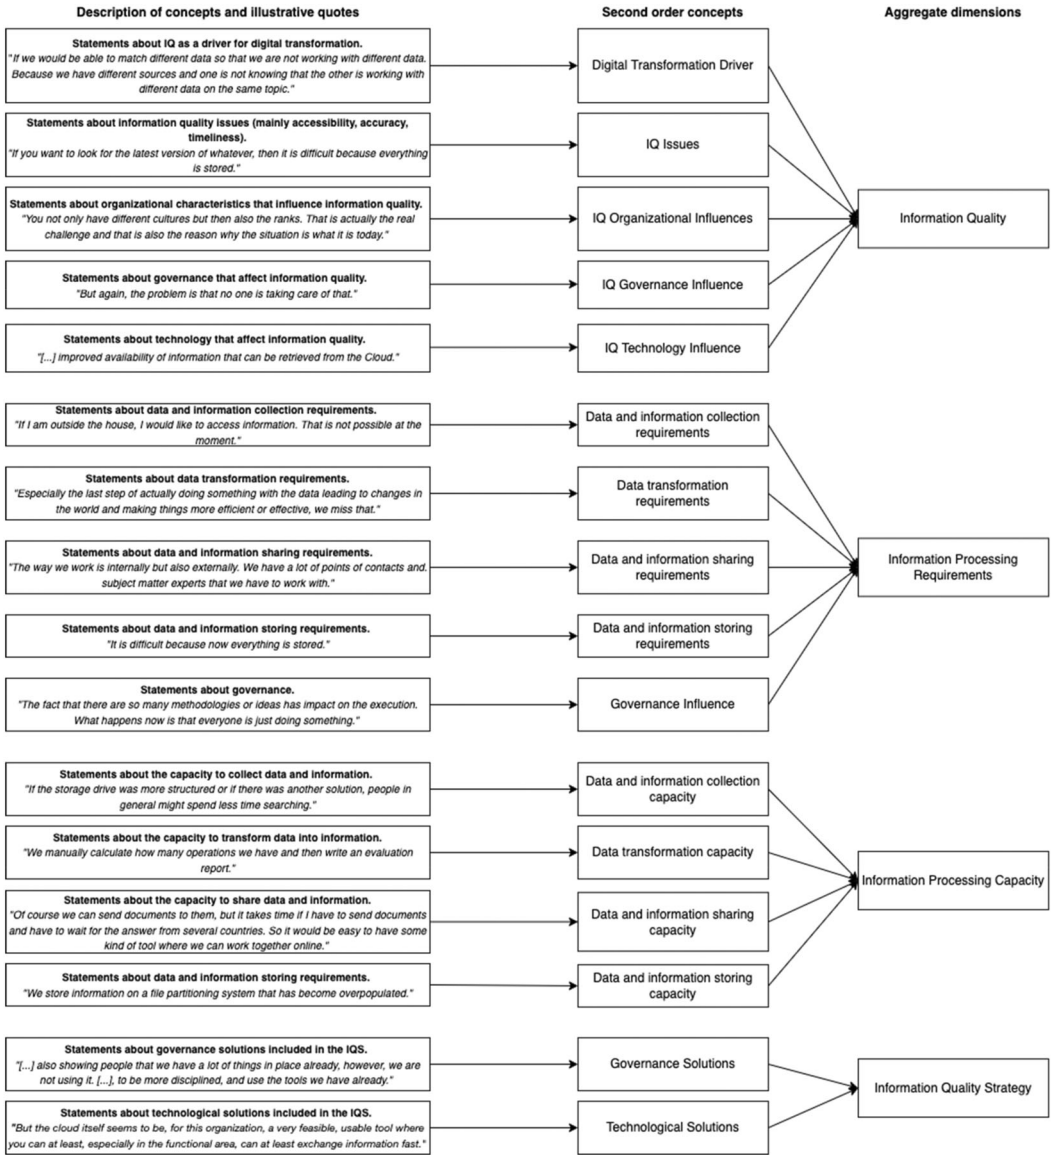 Description of concepts and illustrative quotes
Second order concepts
Aggregate dimensions
Statements about IQ as a driver for digital transformation.
"If we would be able to match different data so that we are not working with different data.
Because we have different sources and one is not knowing that the other is working with
different data on the same topic."
Digital Transformation Driver
Statements about information quality issues (mainly accessibility, accuracy,
timeliness).
"If you want to look for the latest version of whatever, then it is difficult because everything
is stored."
IQ Issues
Statements about organizational characteristics that influence information quality.
"You not only have different cultures but then also the ranks. That is actually the real
challenge and that is also the reason why the situation is what it is today."
IQ Organizational Influences
Information Quality
Statements about governance that affect information quality.
"But again, the problem is that no one is taking care of that."
IQ Governance Influence
Statements about technology that affect information quality.
"[...] improved availability of information that can be retrieved from the Cloud."
IQ Technology Influence
Statements about data and information collection requirements.
"If I am outside the house, I would like to access information. That is not possible at the
moment."
Data and information collection
requirements
Statements about data transformation requirements.
"Especially the last step of actually doing something with the data leading to changes in
the world and making things more efficient or effective, we miss that."
Data transformation
requirements
Statements about data and information sharing requirements.
"The way we work is internally but also externally. We have a lot of points of contacts and.
subject matter experts that we have to work with."
Data and information sharing
requirements
Information Processing
Requirements
Statements about data and information storing requirements.
"It is difficult because now everything is stored."
Data and information storing
requirements
Statements about governance.
"The fact that there are so many methodologies or ideas has impact on the execution.
What happens now is that everyone is just doing something."
Governance Influence
Statements about the capacity to collect data and information.
"If the storage drive was more structured or if there was another solution, people in
general might spend less time searching."
Data and information collection
capacity
Statements about the capacity to transform data into information.
"We manually calculate how many operations we have and then write an evaluation
report."
Data transformation capacity
Information Processing Capacity
Statements about the capacity to share data and information.
"Of course we can send documents to them, but it takes time if I have to send documents
and have to wait for the answer from several countries. So it would be easy to have some
kind of tool where we can work together online."
Data and information sharing
capacity
Statements about data and information storing requirements.
"We store information on a file partitioning system that has become overpopulated."
Data and information storing
capacity
Statements about governance solutions included in the IQS.
"[...] also showing people that we have a lot of things in place already, however, we are
not using it. [...], to be more disciplined, and use the tools we have already."
Governance Solutions
Information Quality Strategy
Statements about technological solutions included in the IQS.
"But the cloud itself seems to be, for this organization, a very feasible, usable tool where
you can at least, especially in the functional area, can at least exchange information fast."
Technological Solutions